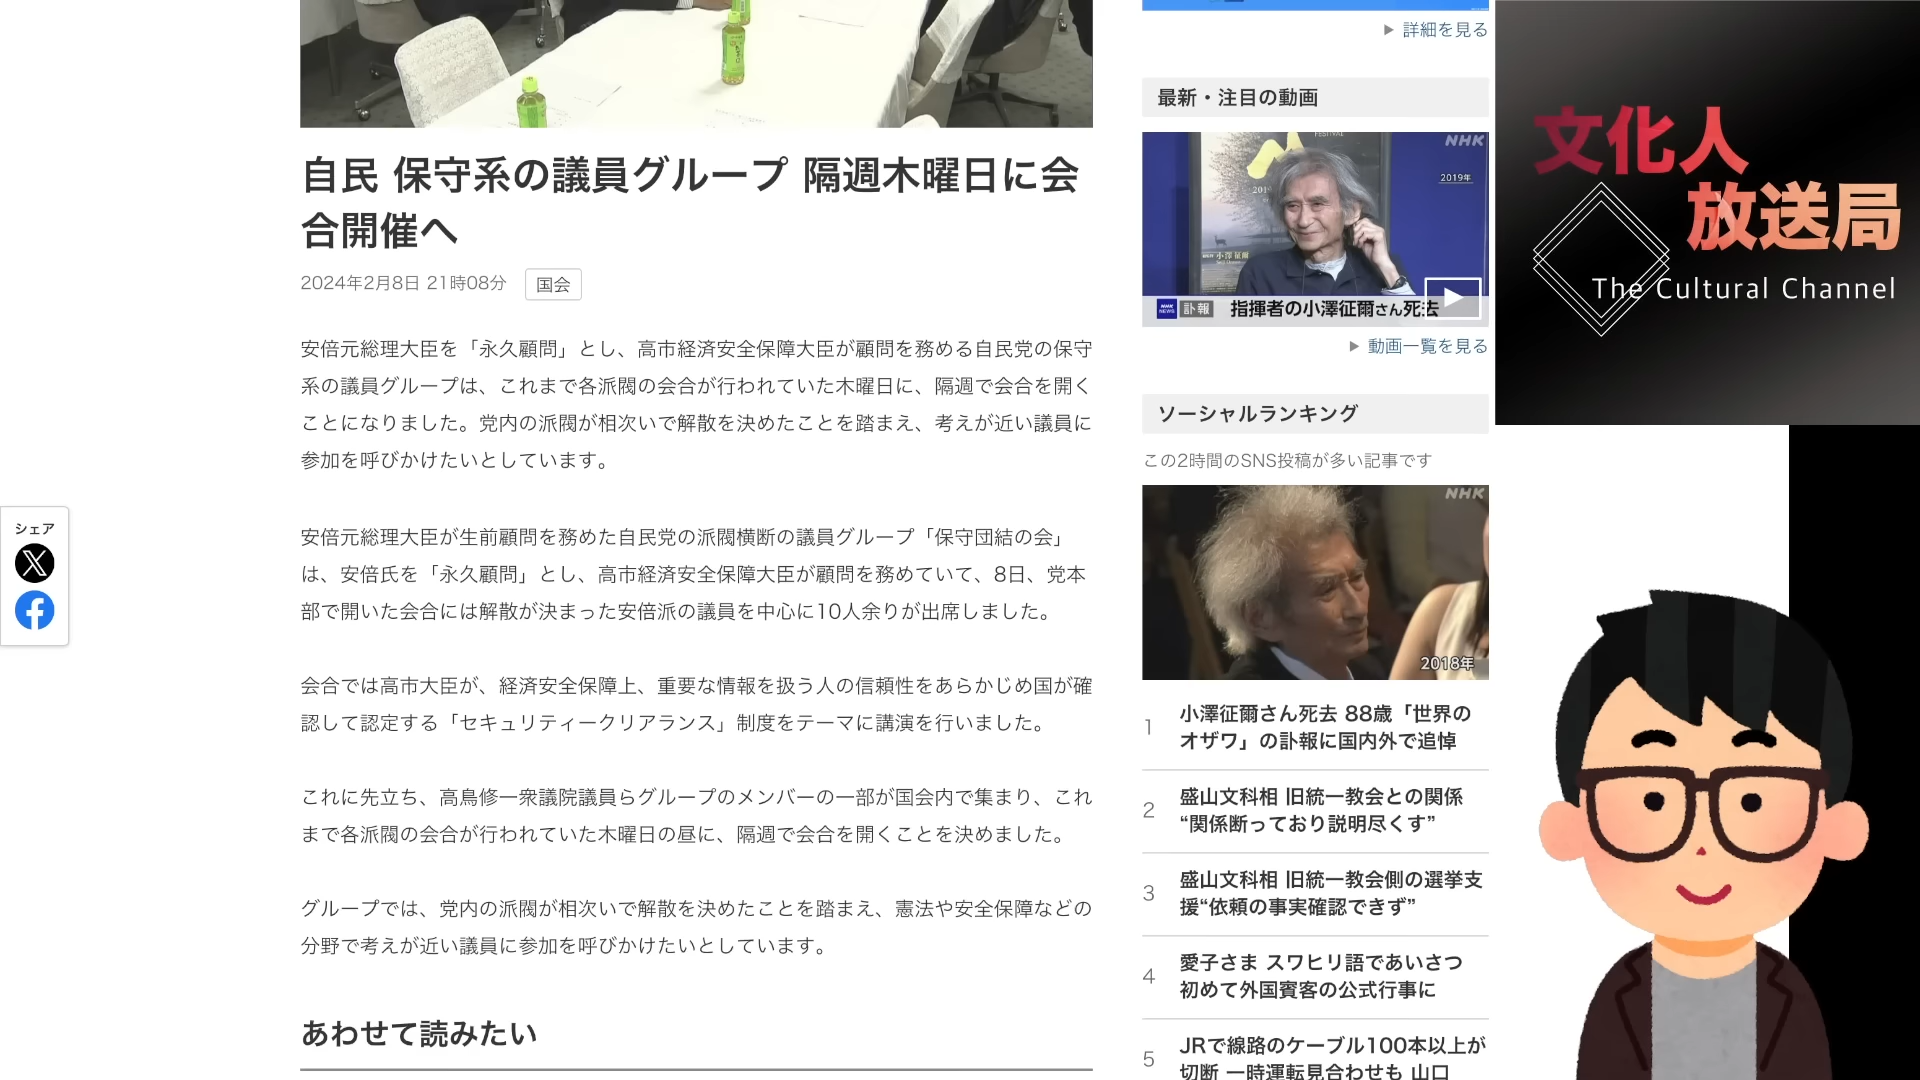 自民 保守系の議員グループ 隔週木曜日に会
合開催へ
2024年2月8日 21時08分
国会
安倍元総理大臣を「永久顧問」とし、高市経済安全保障大臣が顧問を務める自民党の保守
系の議員グループは、これまで各派閥の会合が行われていた木曜日に、隔週で会合を開く
ことになりました。党内の派閥が相次いで解散を決めたことを踏まえ、考えが近い議員に
参加を呼びかけたいとしています。
安倍元総理大臣が生前顧問を務めた自民党の派閥横断の議員グループ「保守団結の会」
は、安倍氏を「永久顧問」とし、高市経済安全保障大臣が顧問を務めていて、8日、党本
部で開いた会合には解散が決まった安倍派の議員を中心に10人余りが出席しました。
会合では高市大臣が、経済安全保障上、重要な情報を扱う人の信頼性をあらかじめ国が確
認して認定する「セキュリティークリアランス」制度をテーマに講演を行いました。
これに先立ち、高鳥修一衆議院議員らグループのメンバーの一部が国会内で集まり、これ
まで各派閥の会合が行われていた木曜日の昼に、隔週で会合を開くことを決めました。
グループでは、党内の派閥が相次いで解散を決めたことを踏まえ、憲法や安全保障などの
分野で考えが近い議員に参加を呼びかけたいとしています。
あわせて読みたい
シェア
詳細を見る
最新・注目の動画
NHK
2019年
FESTIVAL
小澤征爾
NHK
NEWS
訃報
指揮者の小澤征爾さん死去
動画一覧を見る
ソーシャルランキング
この2時間のSNS投稿が多い記事です
NHK
2018年
1
小澤征爾さん死去 88歳「世界の
オザワ」の訃報に国内外で追悼
2
盛山文科相 旧統一教会との関係
“関係断っており説明尽くす”
3
盛山文科相 旧統一教会側の選挙支
援“依頼の事実確認できず”
4
愛子さま スワヒリ語であいさつ
初めて外国賓客の公式行事に
5
JRで線路のケーブル100本以上が
切断 一時運転見合わせも 山口
文化人
放送局
The Cultural Channel